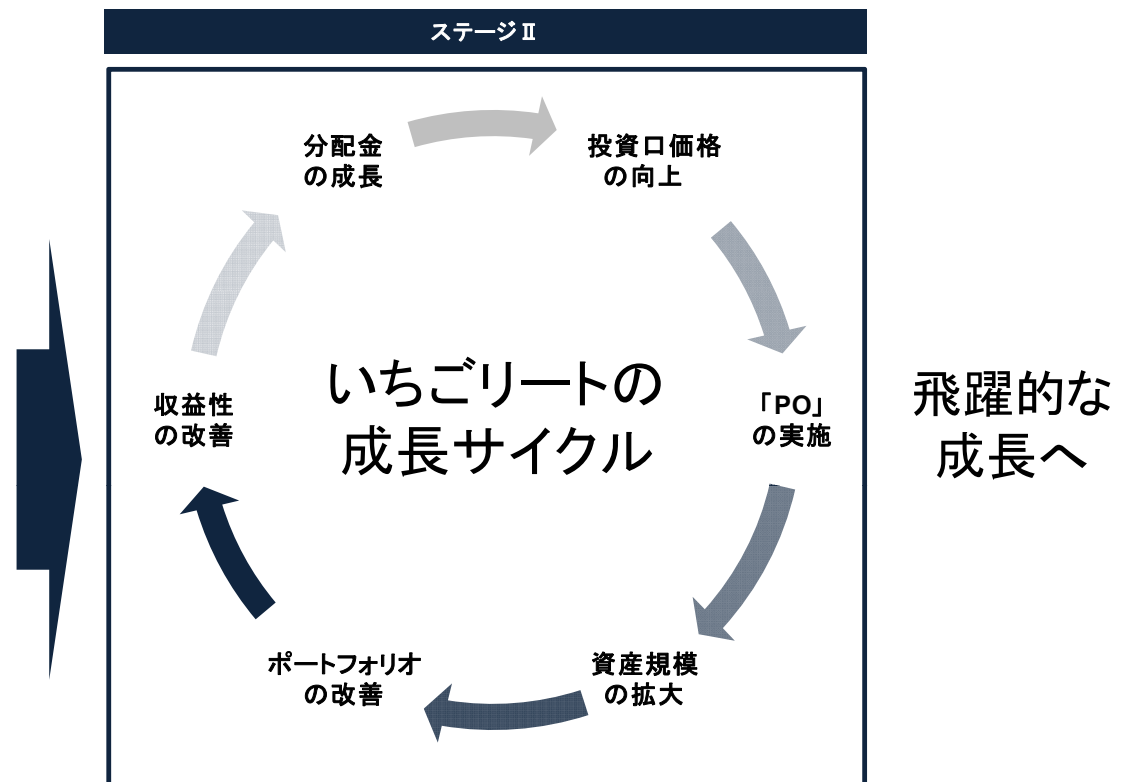 ステージⅡ
分配金
の成長
投資口価格
の向上
収益性
の改善
いちごリートの
成長サイクル
「PO」
の実施
飛躍的な
成長へ
ポートフォリオ
の改善
資産規模
の拡大